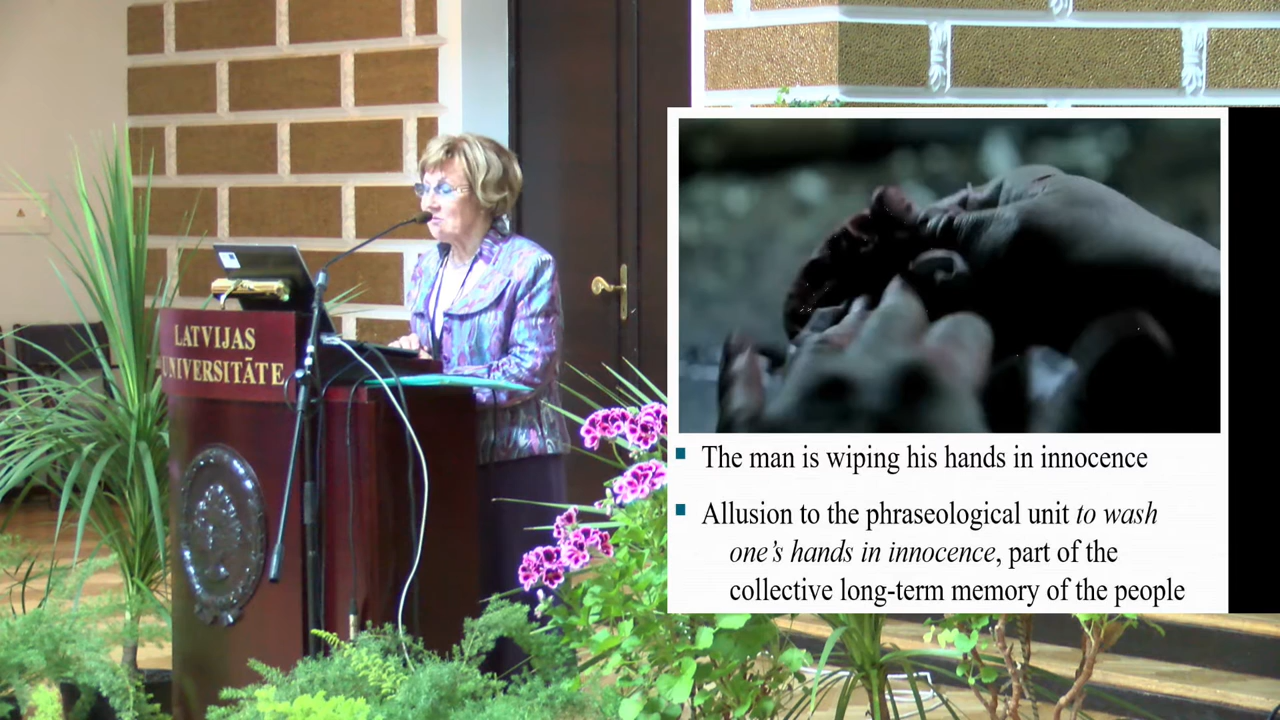 LATVIJAS
UNIVERSITĀTE
The man is wiping his hands in innocence
Allusion to the phraseological unit to wash
one’s hands in innocence, part of the
collective long-term memory of the people